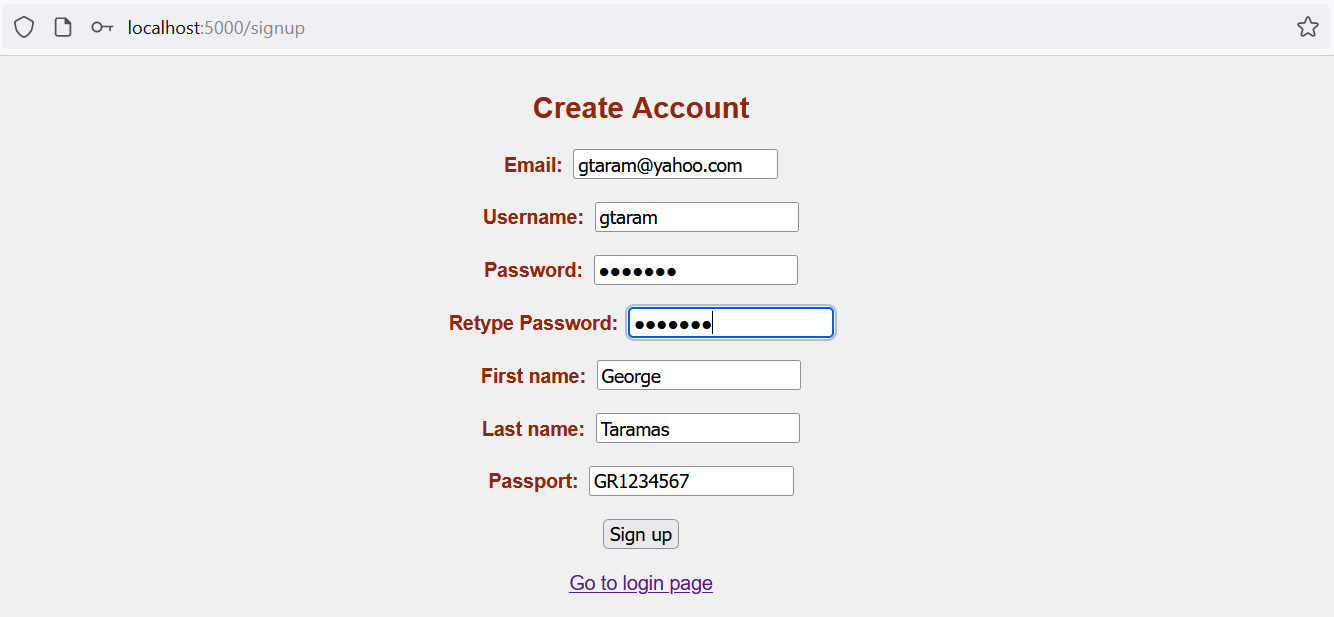 localhost:5000/signup
Create Account
Email: gtaram@yahoo.com
Username: gtaram
Password: ●●●●●●●
Retype Password: ●●●●●●●
First name: George
Last name: Taramas
Passport: GR1234567
Sign up
Go to login page